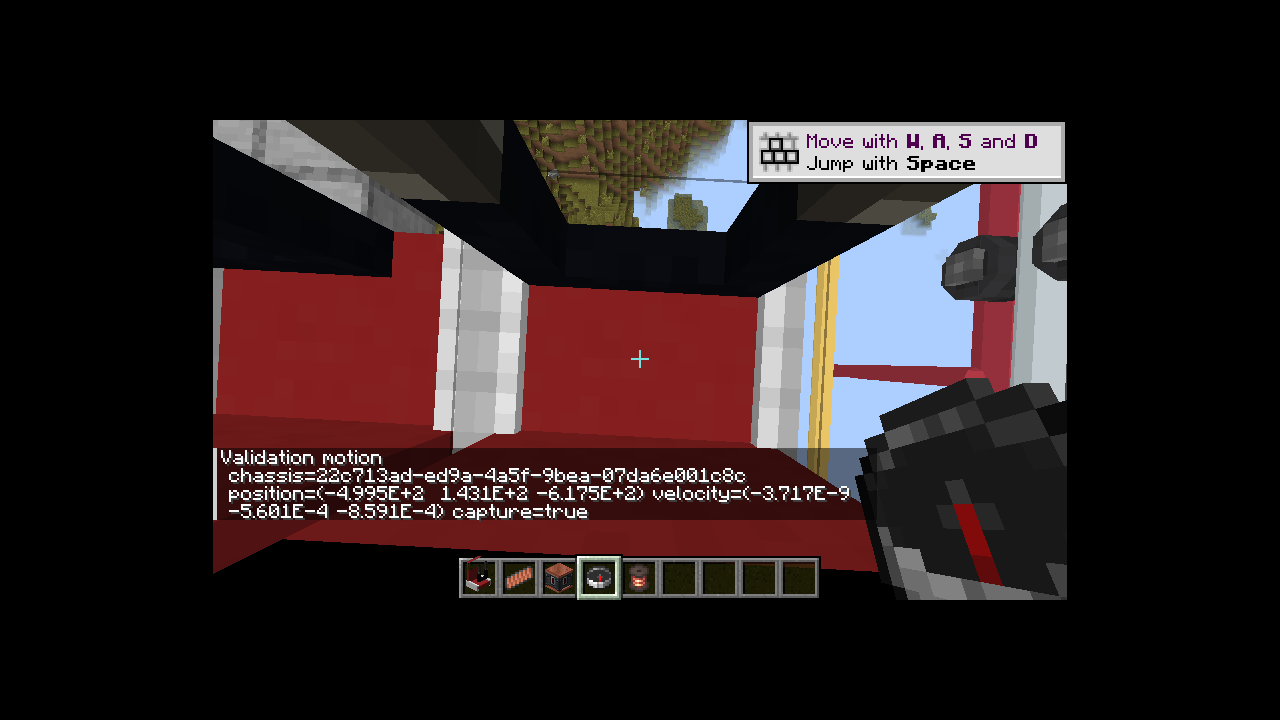 Move with W, A, S and D
Jump with Space
Validation motion
chassis=22c713ad-ed9a-4a5f-9bea-07da6e001c8c
position=(-4.995E+2 1.431E+2 -6.175E+2) velocity=(-3.717E-9
-5.601E-4 -8.591E-4) capture=true